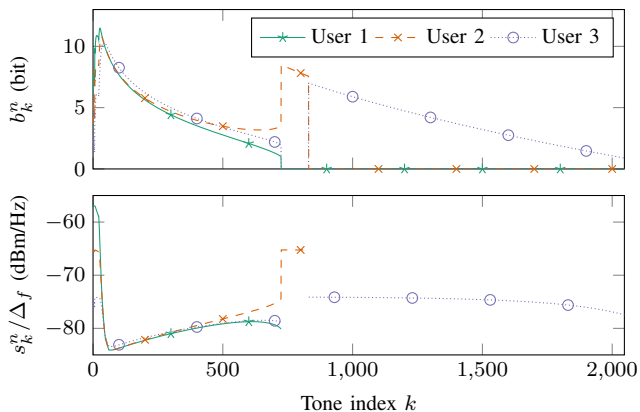 User 1 User 2 User 3
10
5
0
b_k^n (bit)
−60
−70
−80
s_k^n/Δ_f (dBm/Hz)
0 500 1,000 1,500 2,000
Tone index k